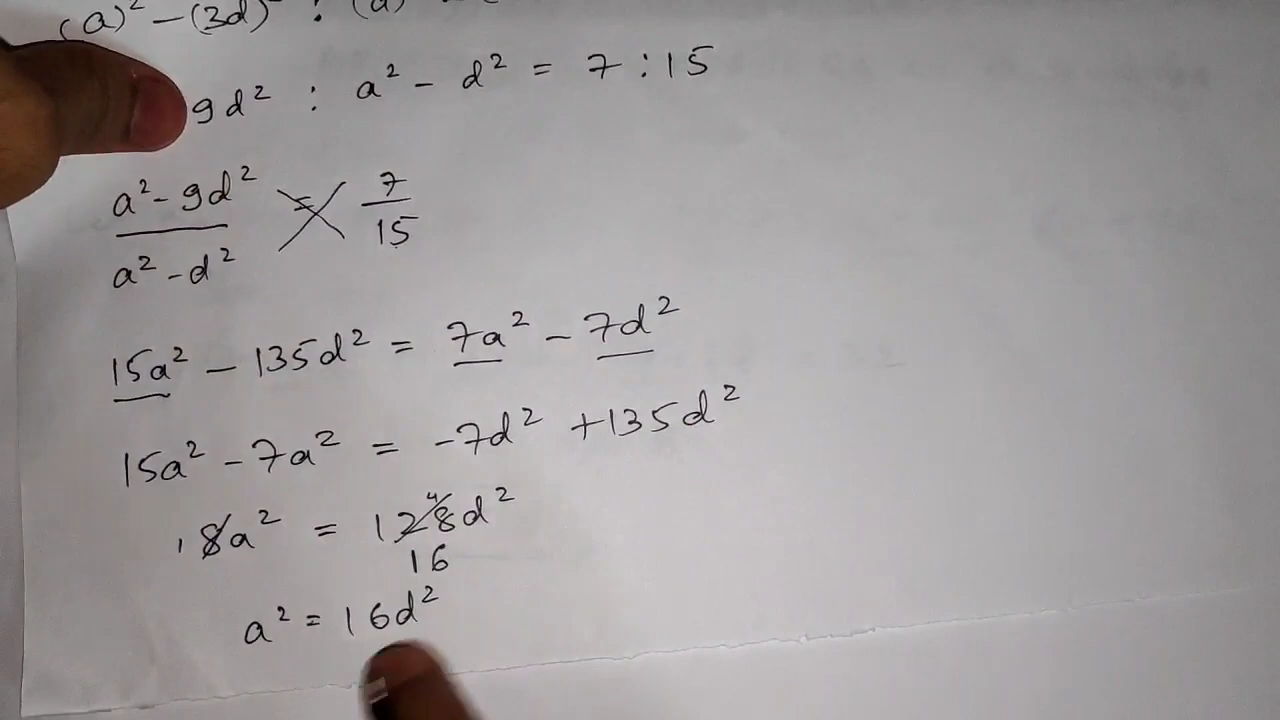 (a)² - (3d) : (a)
9d² : a² - d² = 7 : 15
a² - 9d² = 7
a² - d² 15
15a² - 135d² = 7a² - 7d²
15a² - 7a² = -7d² + 135d²
1 8a² = 128d²
16
a² = 16d²